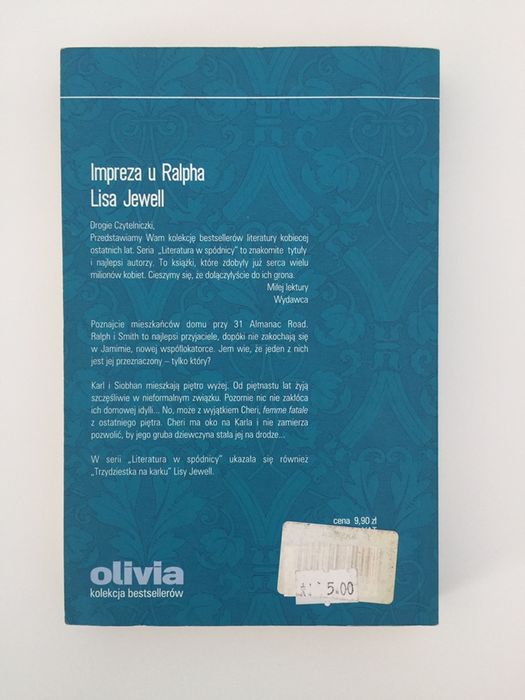 Impreza u Ralpha
Lisa Jewell
Drogie Czytelniczki,
Przedstawiamy Wam kolekcję bestsellerów literatury kobiecej
ostatnich lat. Seria „Literatura w spódnicy" to znakomite tytuły
i najlepsi autorzy. To książki, które zdobyły już serca wielu
milionów kobiet. Cieszymy się, że dołączyłyście do ich grona.
Miłej lektury
Wydawca
Poznajcie mieszkańców domu przy 31 Almanac Road.
Ralph i Smith to najlepsi przyjaciele, dopóki nie zakochają się
w Jamimie, nowej współlokatorce. Jem wie, że jeden z nich
jest jej przeznaczony – tylko który?
Karl i Siobhan mieszkają piętro wyżej. Od piętnastu lat żyją
szczęśliwie w nieformalnym związku. Pozornie nic nie zakłóca
ich domowej idylli... No, może z wyjątkiem Cheri, femme fatale
z ostatniego piętra. Cheri ma oko na Karla i nie zamierza
pozwolić, by jego gruba dziewczyna stała jej na drodze...
W serii „Literatura w spódnicy" ukazała się również
„Trzydziestka na karku" Lisy Jewell.
cena 9,90 zł
VAT
5.00
olivia
kolekcja bestsellerów